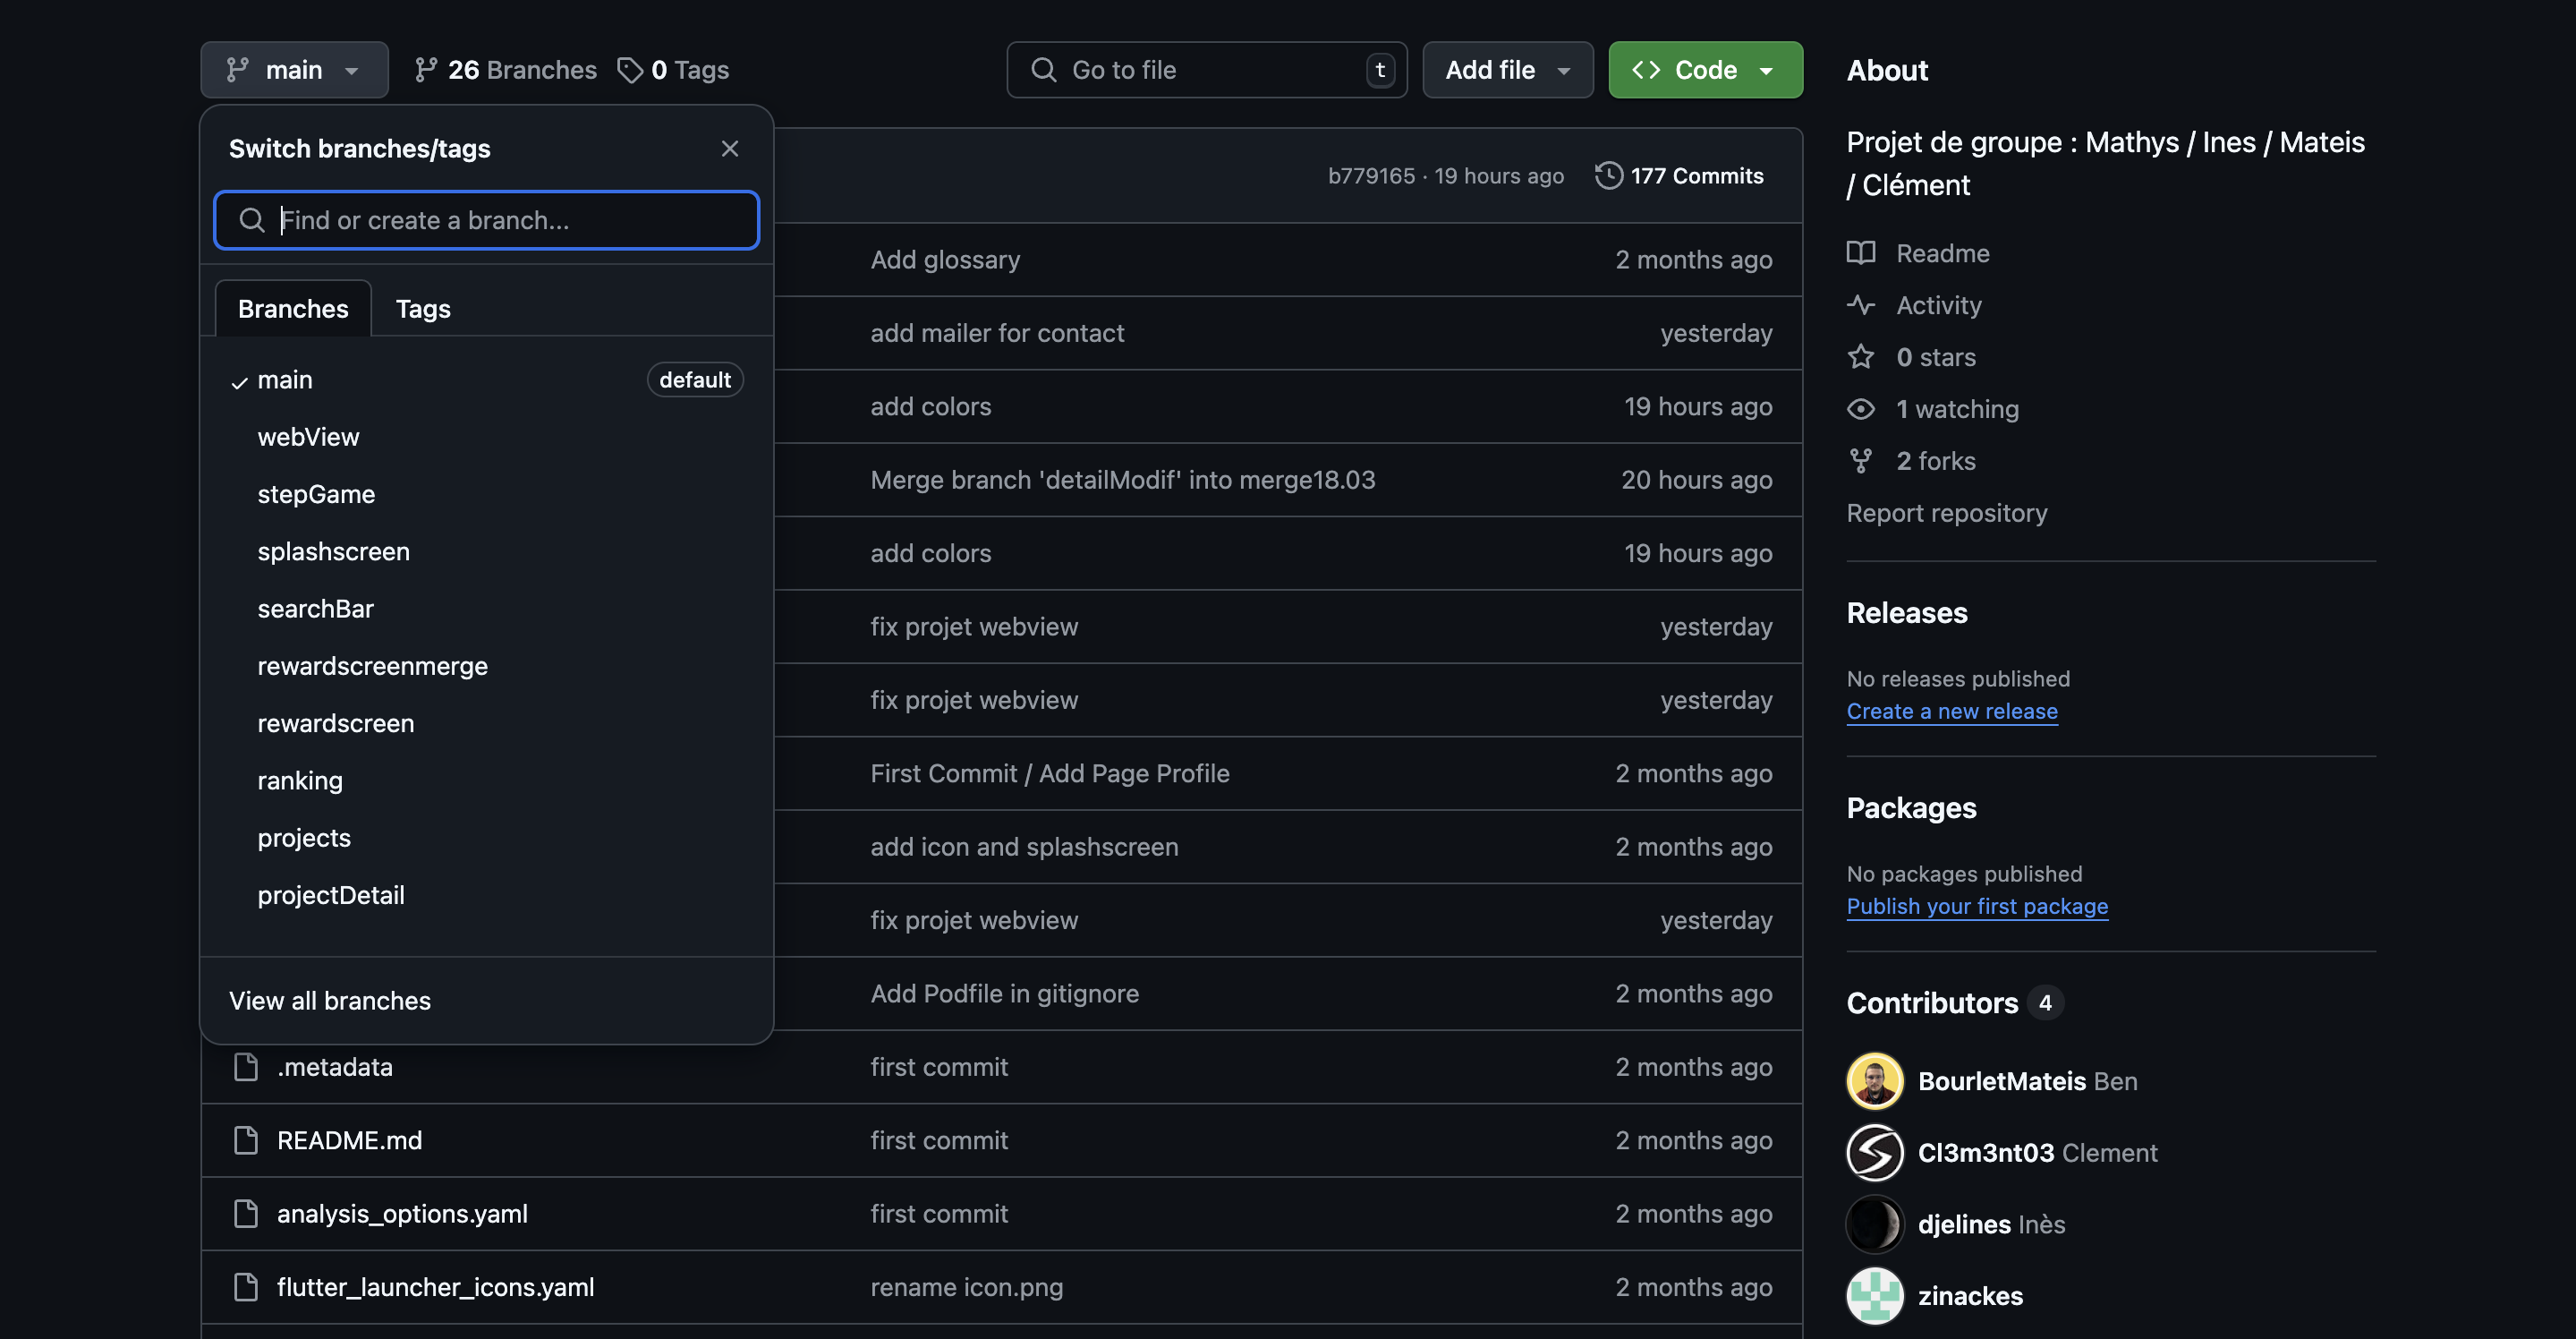 main
26 Branches
0 Tags
Go to file
t
Add file
Code
Switch branches/tags
Find or create a branch...
Branches
Tags
main
default
webView
stepGame
splashscreen
searchBar
rewardscreenmerge
rewardscreen
ranking
projects
projectDetail
View all branches
b779165 · 19 hours ago
177 Commits
Add glossary
2 months ago
add mailer for contact
yesterday
add colors
19 hours ago
Merge branch 'detailModif' into merge18.03
20 hours ago
add colors
19 hours ago
fix projet webview
yesterday
fix projet webview
yesterday
First Commit / Add Page Profile
2 months ago
add icon and splashscreen
2 months ago
fix projet webview
yesterday
Add Podfile in gitignore
2 months ago
.metadata
first commit
2 months ago
README.md
first commit
2 months ago
analysis_options.yaml
first commit
2 months ago
flutter_launcher_icons.yaml
rename icon.png
2 months ago
About
Projet de groupe : Mathys / Ines / Mateis
/ Clément
Readme
Activity
0 stars
1 watching
2 forks
Report repository
Releases
No releases published
Create a new release
Packages
No packages published
Publish your first package
Contributors 4
BourletMateis Ben
Cl3m3nt03 Clement
djelines Inès
zinackes